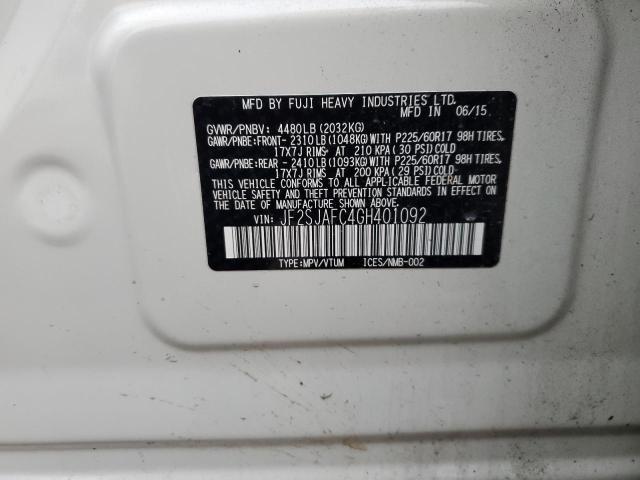 MFD BY FUJI HEAVY INDUSTRIES LTD.
MFD IN 06/15
GVWR/PNBV: 4480LB (2032KG)
GAWR/PNBE:FRONT- 2310LB (1048KG)WITH P225/60R17 98H TIRES,
17X7J RIMS AT 210 KPA ( 30 PSI) COLD
GAWR/PNBE:REAR - 2410LB (1093KG)WITH P225/60R17 98H TIRES,
17X7J RIMS AT 200 KPA ( 29 PSI) COLD
THIS VEHICLE CONFORMS TO ALL APPLICABLE FEDERAL MOTOR
VEHICLE SAFETY AND THEFT PREVENTION STANDARDS IN EFFECT
ON THE DATE OF MANUFACTURE SHOWN ABOVE.
VIN: JF2SJAFC4GH401092
TYPE:MPV/VTUM ICES/NMB-002